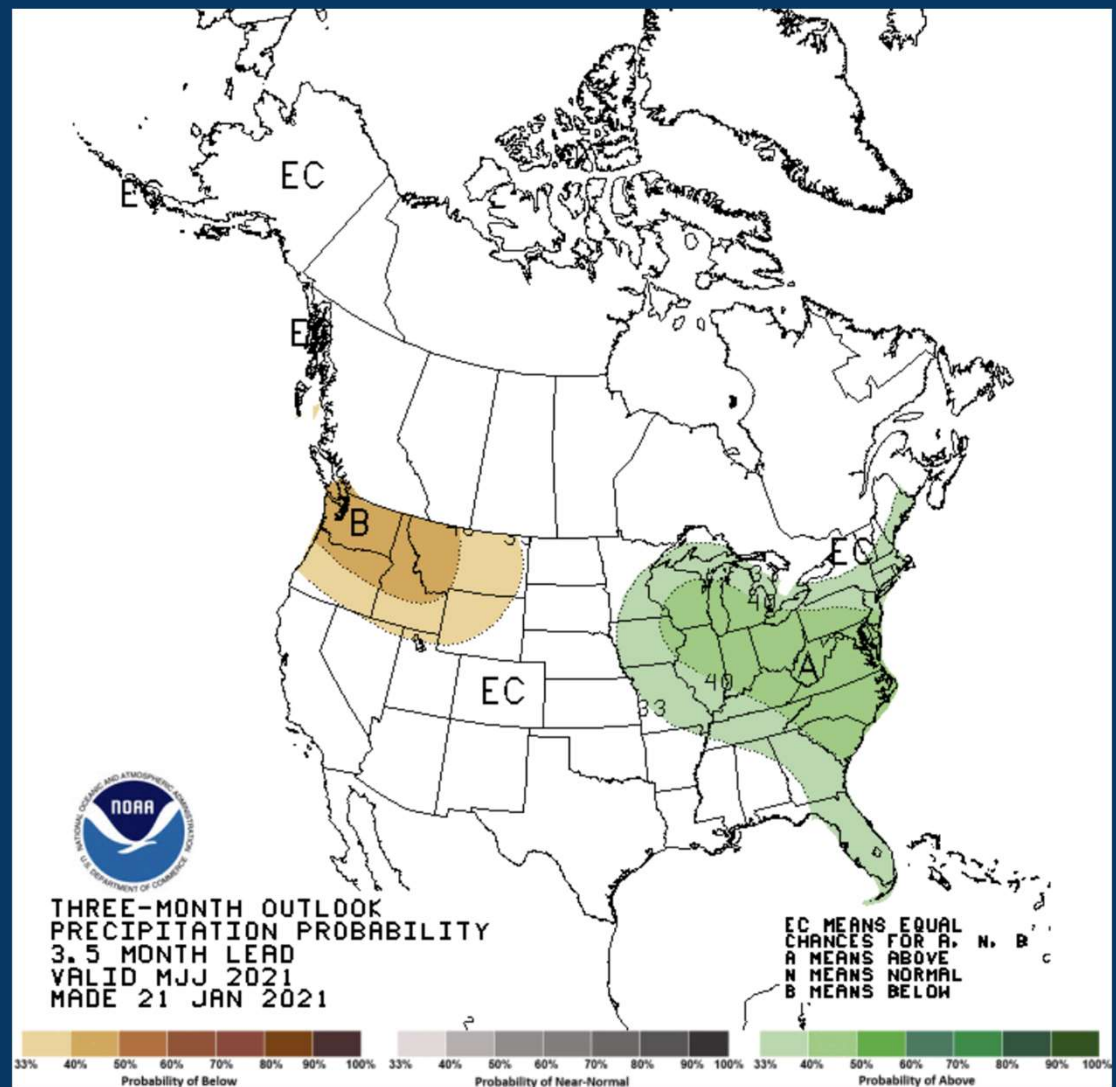 EC
EC
B
EC
A
EC
40
40
33
NATIONAL OCEANIC AND ATMOSPHERIC ADMINISTRATION
NOAA
U.S. DEPARTMENT OF COMMERCE
THREE-MONTH OUTLOOK
PRECIPITATION PROBABILITY
3.5 MONTH LEAD
VALID MJJ 2021
MADE 21 JAN 2021
EC MEANS EQUAL
CHANCES FOR A, N, B
A MEANS ABOVE
N MEANS NORMAL
B MEANS BELOW
33% 40% 50% 60% 70% 80% 90% 100%
Probability of Below
33% 40% 50% 60% 70% 80% 90% 100%
Probability of Near-Normal
33% 40% 50% 60% 70% 80% 90% 100%
Probability of Above